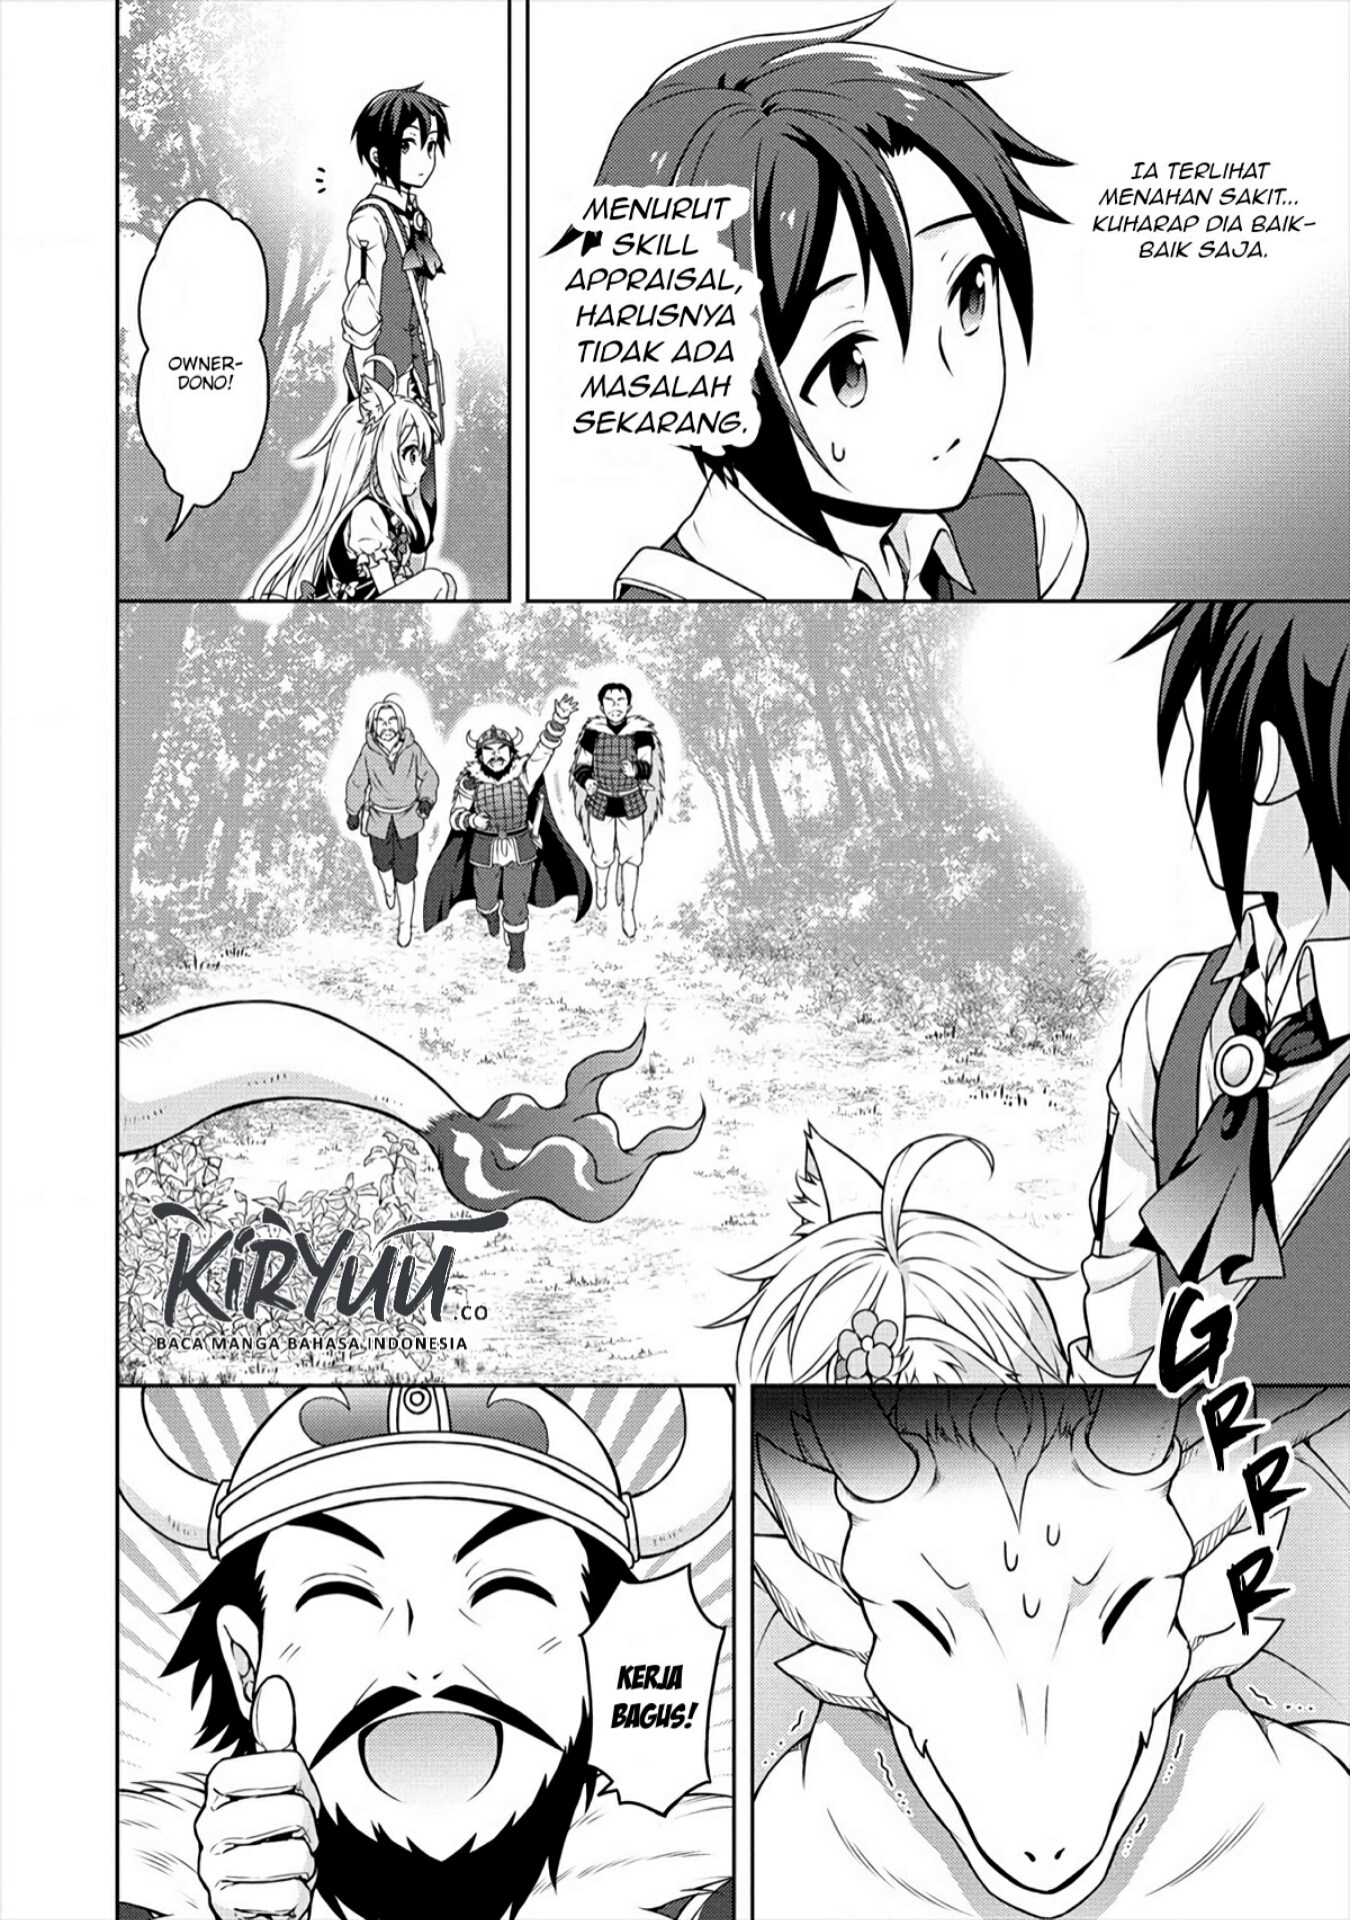 IA TERLIHAT
MENAHAN SAKIT...
KUHARAP DIA BAIK-
BAIK SAJA.
MENURUT
SKILL
APPRAISAL,
HARUSNYA
TIDAK ADA
MASALAH
SEKARANG.
OWNER-
DONO!
KIRYUU.CO
BACA MANGA BAHASA INDONESIA
GRRRR
KERJA
BAGUS!